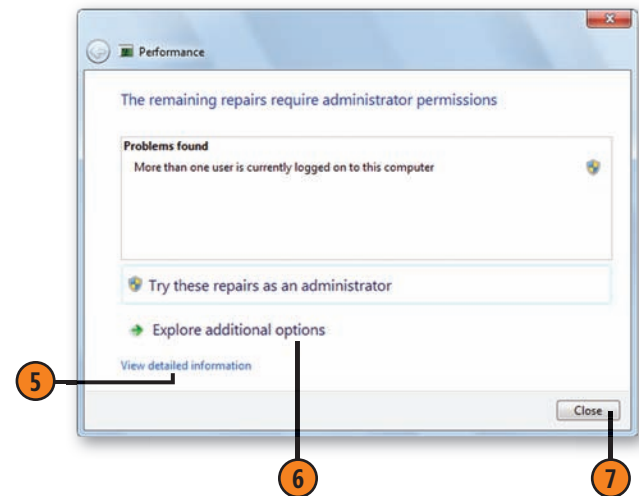 Performance
The remaining repairs require administrator permissions
Problems found
More than one user is currently logged on to this computer
Try these repairs as an administrator
Explore additional options
View detailed information
5
Close
6
7